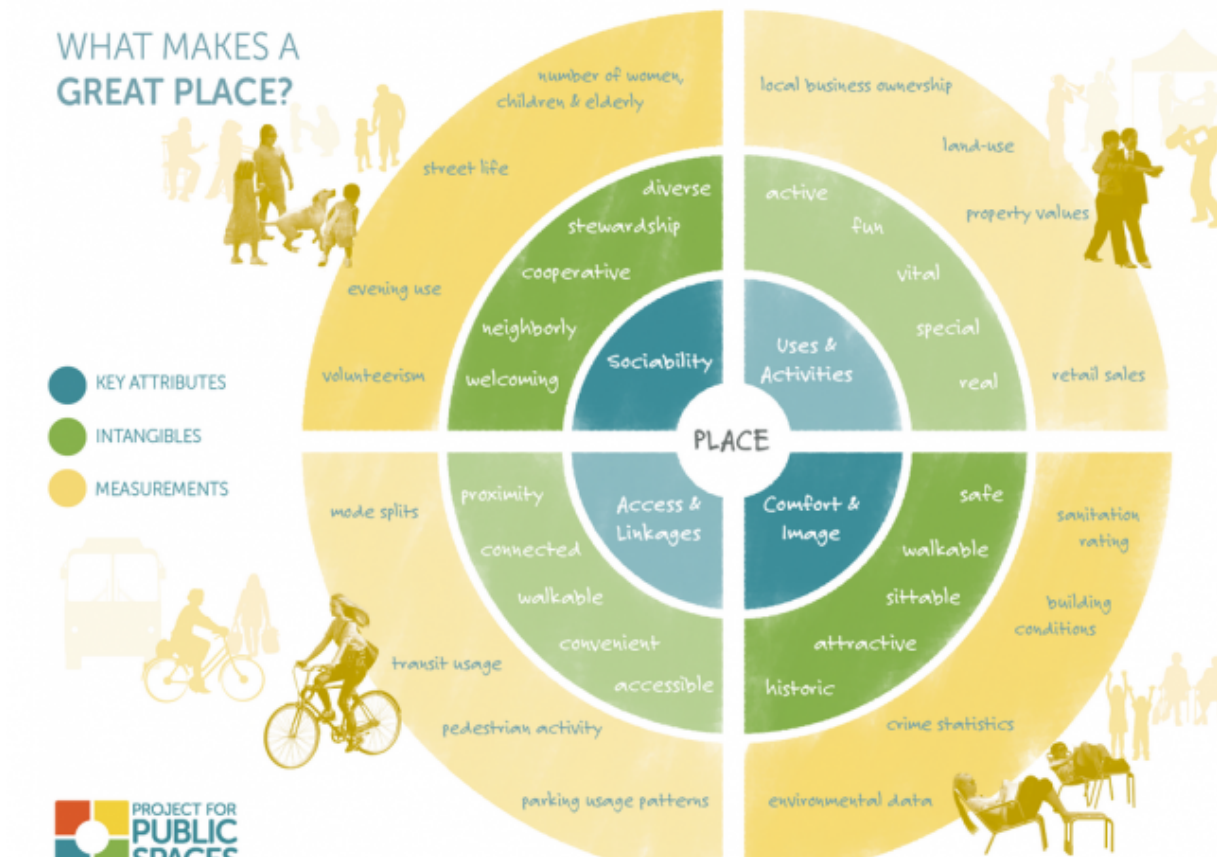 WHAT MAKES A
GREAT PLACE?
number of women,
children & elderly
street life
evening use
volunteerism
diverse
stewardship
cooperative
neighborly
welcoming
Sociability
local business ownership
land-use
property values
retail sales
active
fun
vital
special
real
Uses &
Activities
KEY ATTRIBUTES
INTANGIBLES
MEASUREMENTS
PLACE
Access &
Linkages
proximity
connected
walkable
convenient
accessible
mode splits
transit usage
pedestrian activity
parking usage patterns
Comfort &
Image
safe
walkable
sittable
attractive
historic
sanitation
rating
building
conditions
crime statistics
environmental data
PROJECT FOR
PUBLIC
SPACES